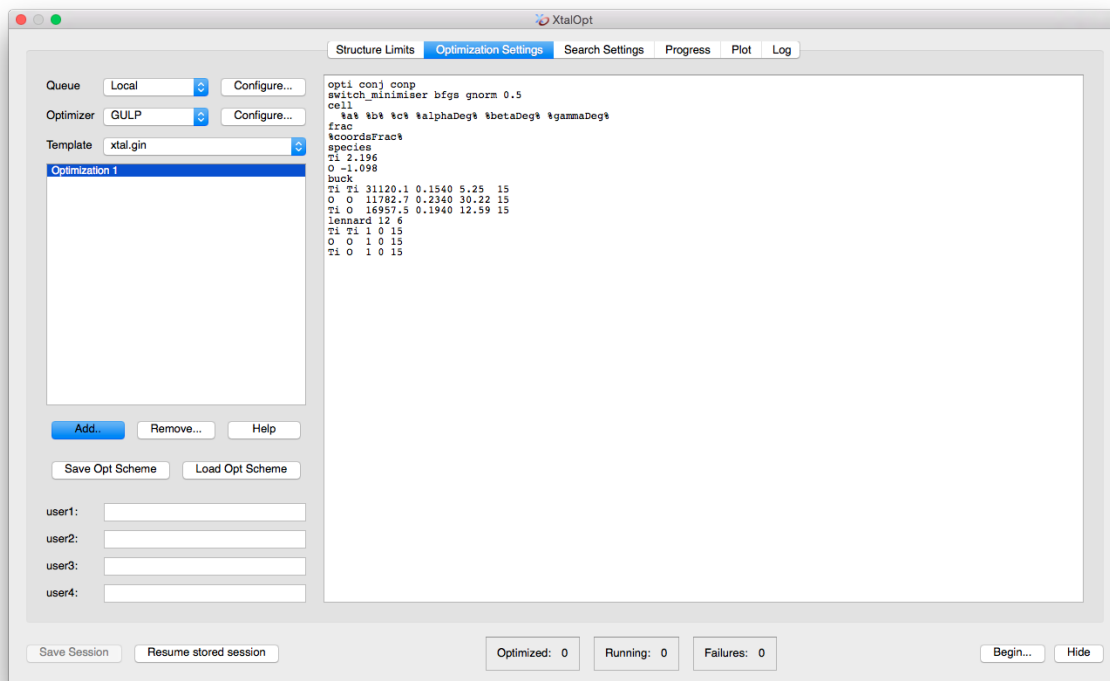 XtalOpt
Structure Limits Optimization Settings Search Settings Progress Plot Log
Queue Local Configure...
Optimizer GULP Configure...
Template xtal.gin
Optimization 1
Add.. Remove... Help
Save Opt Scheme Load Opt Scheme
user1:
user2:
user3:
user4:
opti conj conp
switch_minimiser bfgs gnorm 0.5
cell
%a% %b% %c% %alphaDeg% %betaDeg% %gammaDeg%
frac
%coordsFrac%
species
Ti 2.196
O -1.098
buck
Ti Ti 31120.1 0.1540 5.25 15
O O 11782.7 0.2340 30.22 15
Ti O 16957.5 0.1940 12.59 15
lennard 12 6
Ti Ti 1 0 15
O O 1 0 15
Ti O 1 0 15
Save Session Resume stored session Optimized: 0 Running: 0 Failures: 0 Begin... Hide